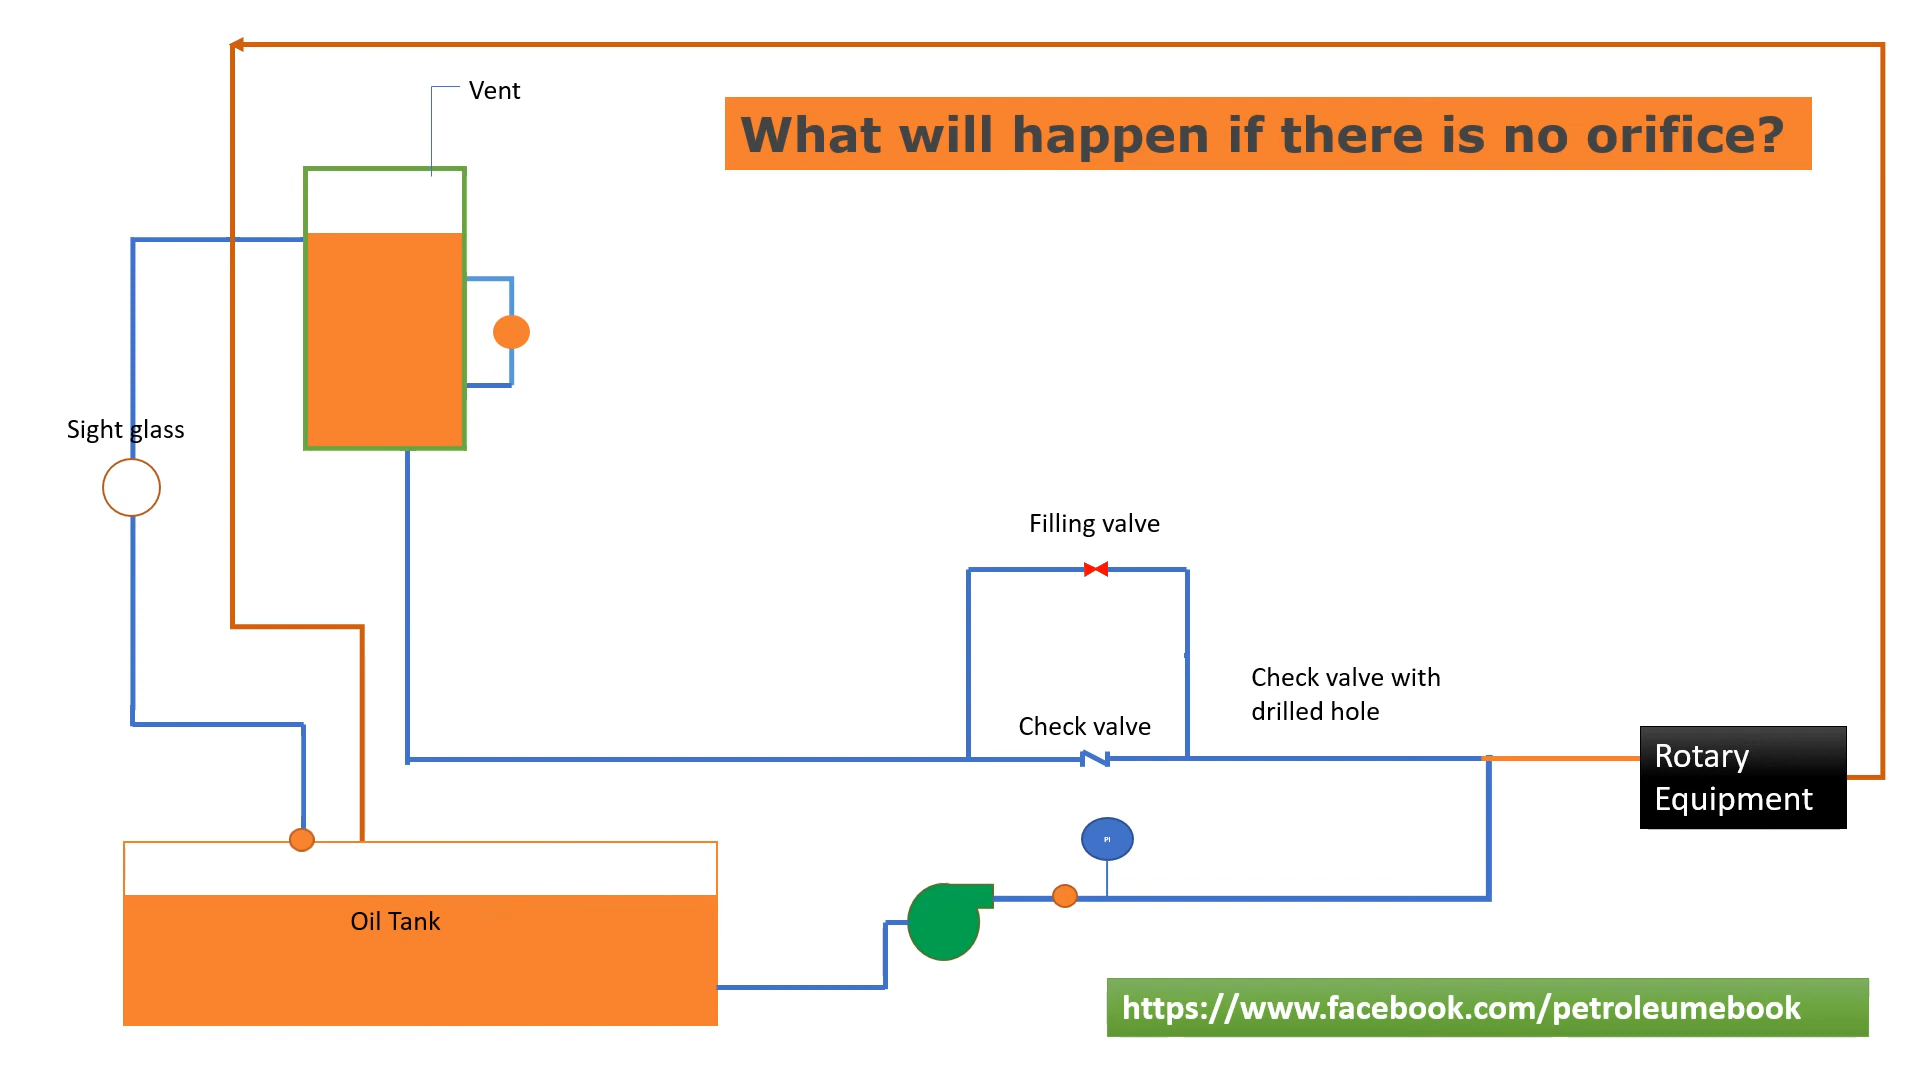 Vent
What will happen if there is no orifice?
Sight glass
Filling valve
Check valve with
drilled hole
Check valve
Rotary
Equipment
PI
Oil Tank
https://www.facebook.com/petroleumebook